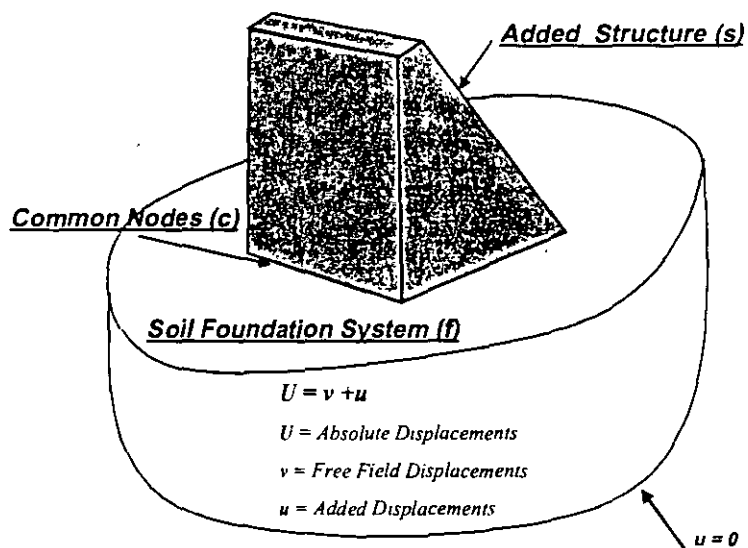 Added Structure (s)
Common Nodes (c)
Soil Foundation System (f)
U = v +u
U = Absolute Displacements
v = Free Field Displacements
u = Added Displacements
u = 0